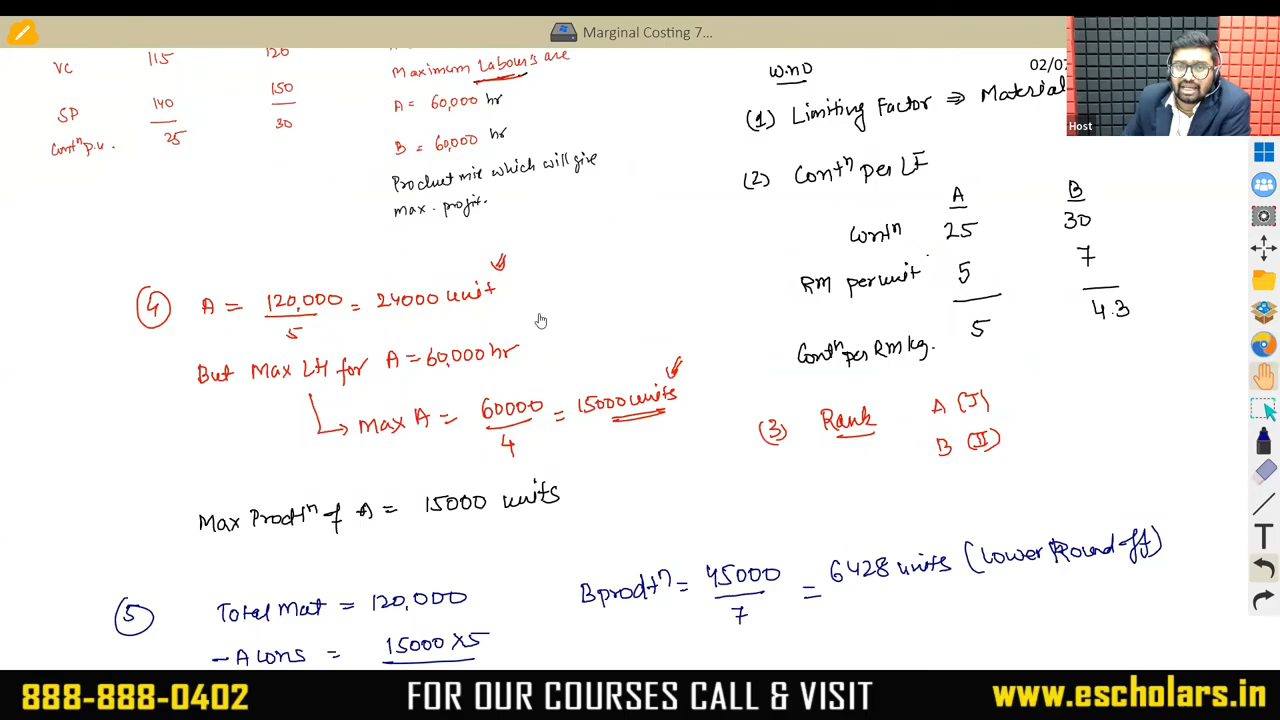 Marginal Costing 7...
VC 115 120
SP 140 150
Contn p.u. 25 30
Maximum Labours are
A = 60,000 hr
B = 60,000 hr
Product mix which will give
max. profit.
W.no
02/0
(1) Limiting Factor ⇒ Material
Host
(2) Contn per LF
A B
Contn 25 30
RM per unit 5 7
Contn per RM kg. 5 4.3
(3) Rank A (I)
B (II)
(4) A = 120,000 / 5 = 24000 unit
But Max LH for A = 60,000 hr
→ Max A = 60000 / 4 = 15000 units
Max Prodtn of A = 15000 units
(5) Total Mat = 120,000
- A Cons = 15000 x 5
B prodtn = 45000 / 7 = 6428 units (Lower Round off)
888-888-0402 FOR OUR COURSES CALL & VISIT www.escholars.in